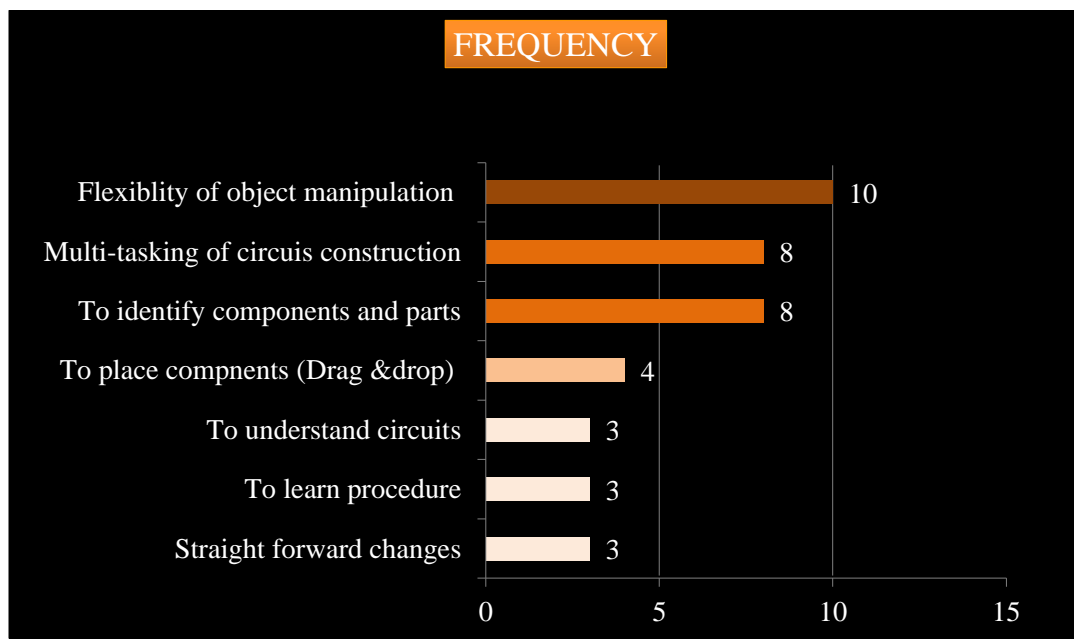 FREQUENCY
Flexiblity of object manipulation 10
Multi-tasking of circuis construction 8
To identify components and parts 8
To place compnents (Drag &drop) 4
To understand circuits 3
To learn procedure 3
Straight forward changes 3
0 5 10 15